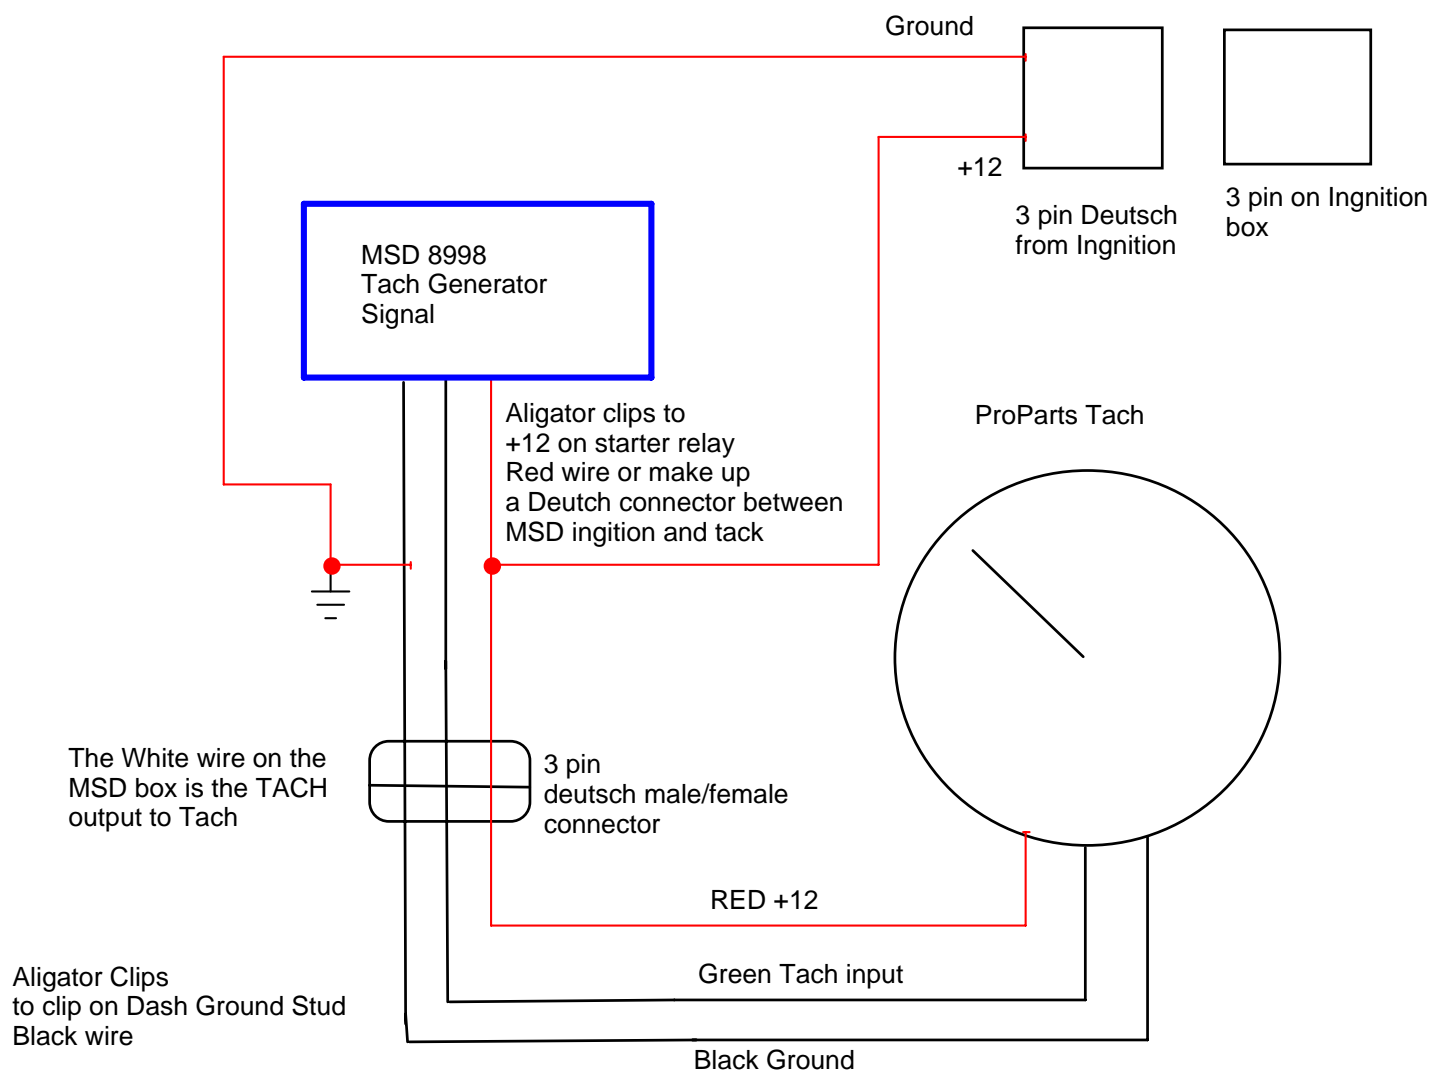 Ground
+12
3 pin Deutsch
from Ingnition
3 pin on Ingnition
box
MSD 8998
Tach Generator
Signal
Aligator clips to
+12 on starter relay
Red wire or make up
a Deutch connector between
MSD ingition and tack
ProParts Tach
The White wire on the
MSD box is the TACH
output to Tach
3 pin
deutsch male/female
connector
RED +12
Green Tach input
Aligator Clips
to clip on Dash Ground Stud
Black wire
Black Ground